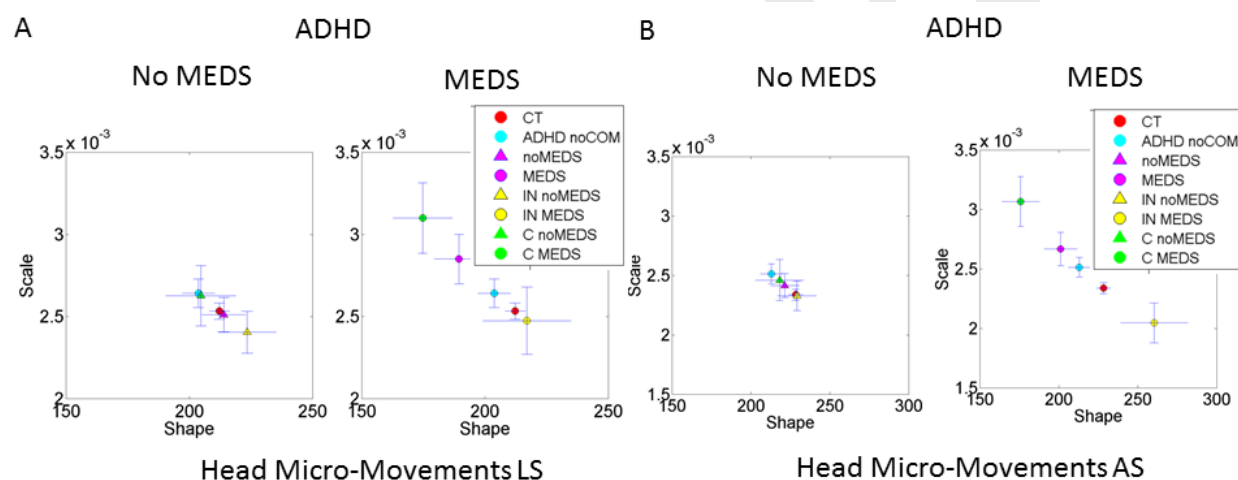 A
ADHD
No MEDS
MEDS
CT
ADHD noCOM
noMEDS
MEDS
IN noMEDS
IN MEDS
C noMEDS
C MEDS
x 10⁻³
3.5
3
2.5
2
Scale
150
200
250
Shape
x 10⁻³
3.5
3
2.5
2
150
200
250
Shape
Head Micro-Movements LS
B
ADHD
No MEDS
MEDS
CT
ADHD noCOM
noMEDS
MEDS
IN noMEDS
IN MEDS
C noMEDS
C MEDS
x 10⁻³
3.5
3
2.5
2
1.5
Scale
150
200
250
300
Shape
x 10⁻³
3.5
3
2.5
2
1.5
150
200
250
300
Shape
Head Micro-Movements AS